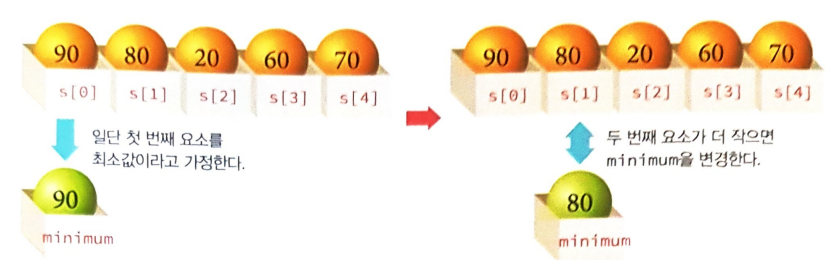 90 80 20 60 70
s[0] s[1] s[2] s[3] s[4]
일단 첫 번째 요소를
최소값이라고 가정한다.
90
minimum
90 80 20 60 70
s[0] s[1] s[2] s[3] s[4]
두 번째 요소가 더 작으면
minimum을 변경한다.
80
minimum